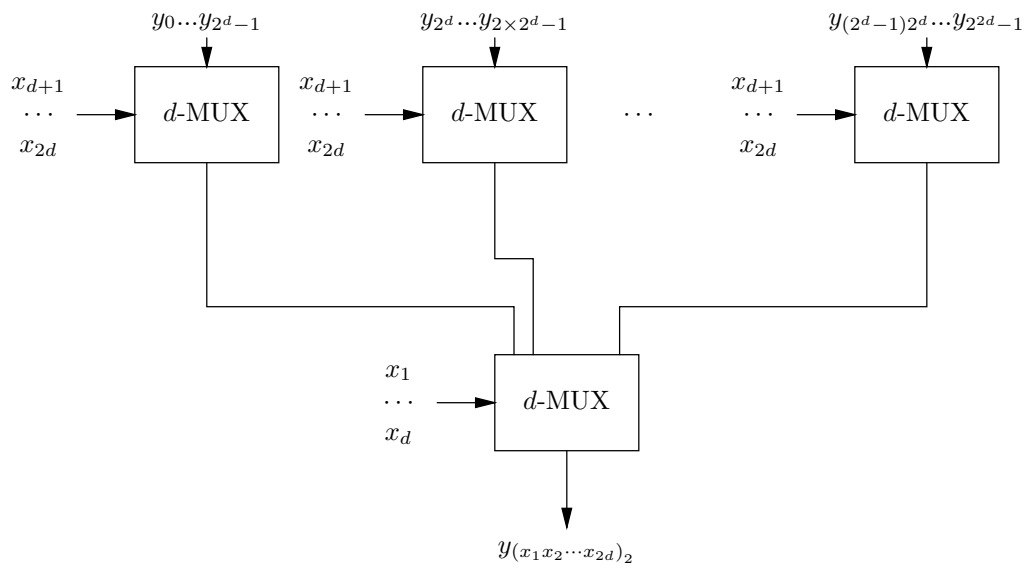 y_0...y_{2^d−1} y_{2^d}...y_{2×2^d−1} y_{(2^d−1)2^d}...y_{2^{2d}−1}
x_{d+1} x_{d+1} x_{d+1}
··· d-MUX ··· d-MUX ··· ··· d-MUX
x_{2d} x_{2d} x_{2d}
x_1
··· d-MUX
x_d
y_{(x_1x_2···x_{2d})_2}